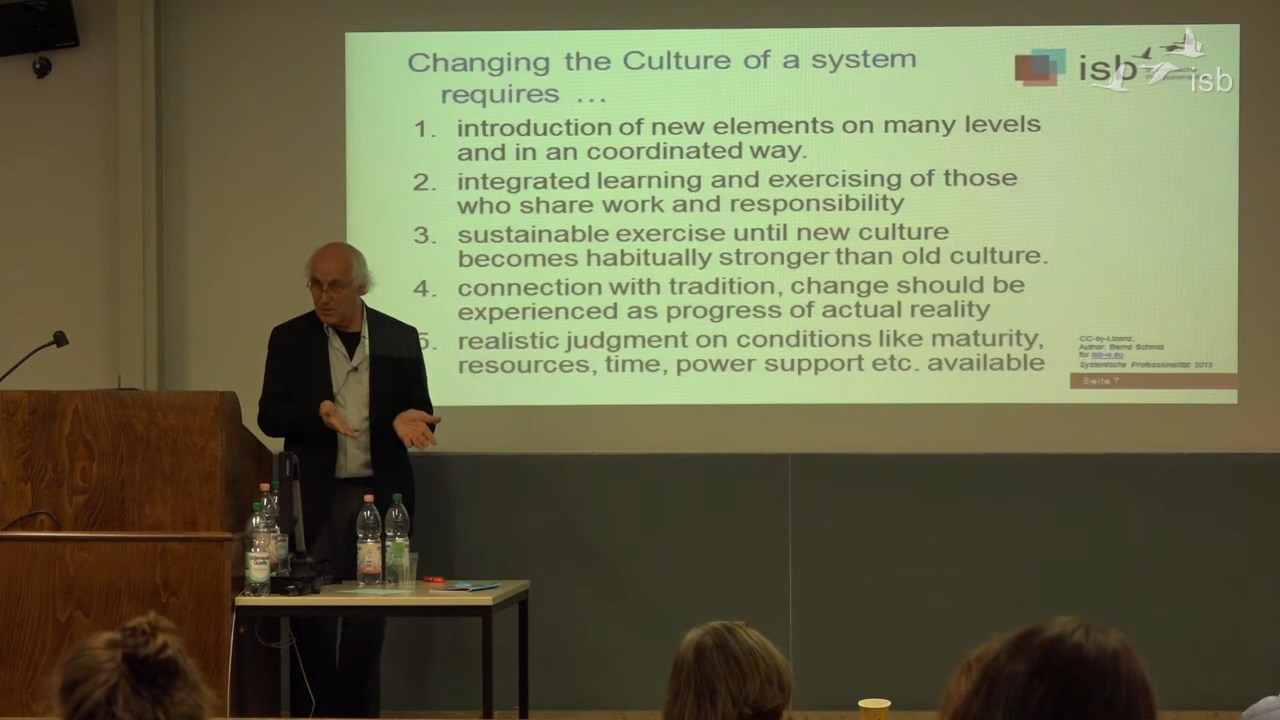 Changing the Culture of a system
requires ...
isb
isb
1. introduction of new elements on many levels
and in an coordinated way.
2. integrated learning and exercising of those
who share work and responsibility
3. sustainable exercise until new culture
becomes habitually stronger than old culture.
4. connection with tradition, change should be
experienced as progress of actual reality
5. realistic judgment on conditions like maturity,
resources, time, power support etc. available
CC-by-Lizenz,
Author: Bernd Schmid
for isb-w.eu
Systemische Professionalität 2015
Seite 7